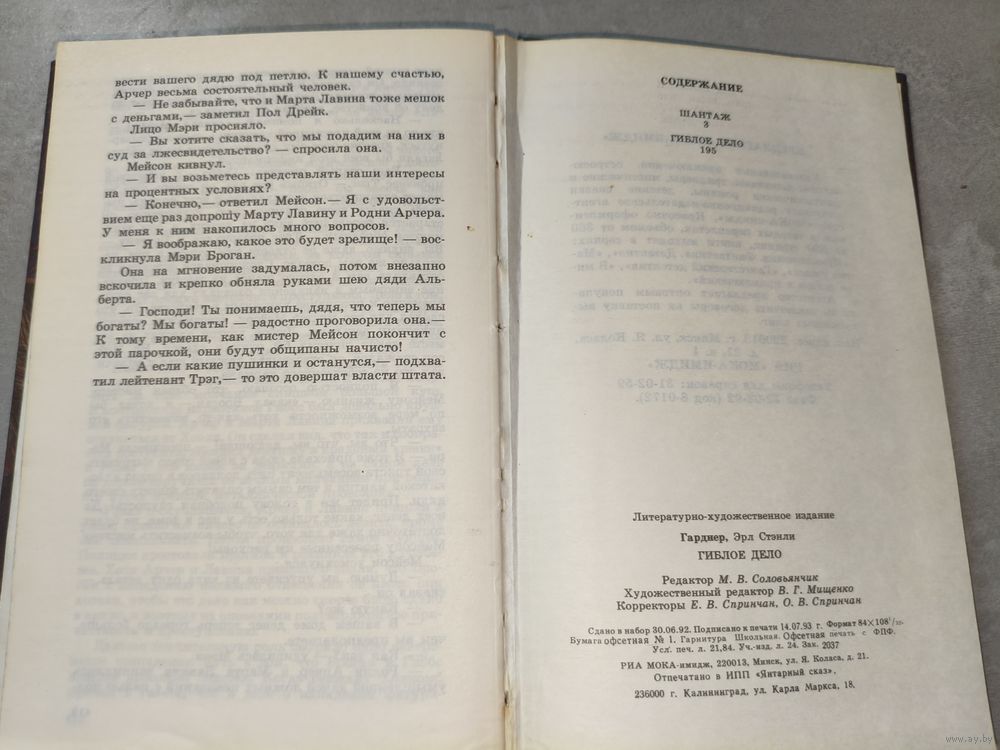 вести вашего дядю под петлю. К нашему счастью,
Арчер весьма состоятельный человек.
— Не забывайте, что и Марта Лавина тоже мешок
с деньгами,— заметил Пол Дрейк.
Лицо Мэри просияло.
— Вы хотите сказать, что мы подадим на них в
суд за лжесвидетельство? — спросила она.
Мейсон кивнул.
— И вы возьметесь представлять наши интересы
на процентных условиях?
— Конечно,— ответил Мейсон.— Я с удовольст-
вием еще раз допрошу Марту Лавину и Родни Арчера.
У меня к ним накопилось много вопросов.
— Я воображаю, какое это будет зрелище! — вос-
кликнула Мэри Броган.
Она на мгновение задумалась, потом внезапно
вскочила и крепко обняла руками шею дяди Аль-
берта.
— Господи! Ты понимаешь, дядя, что теперь мы
богаты? Мы богаты! — радостно проговорила она.—
К тому времени, как мистер Мейсон покончит с
этой парочкой, они будут общипаны начисто!
— А если какие пушинки и останутся,— подхва-
тил лейтенант Трэг,— то это довершат власти штата.
СОДЕРЖАНИЕ
ШАНТАЖ
3
ГИБЛОЕ ДЕЛО
195
Литературно-художественное издание
Гарднер, Эрл Стэнли
ГИБЛОЕ ДЕЛО
Редактор М. В. Соловьянчик
Художественный редактор В. Г. Мищенко
Корректоры Е. В. Спринчан, О. В. Спринчан
Сдано в набор 30.06.92. Подписано к печати 14.07.93 г. Формат 84×108¹/₃₂.
Бумага офсетная № 1. Гарнитура Школьная. Офсетная печать с ФПФ.
Усл. печ. л. 21,84. Уч.-изд. л. 24. Зак. 2037
РИА МОКА-имидж, 220013, Минск, ул. Я. Коласа, д. 21.
Отпечатано в ИПП «Янтарный сказ».
236000 г. Калининград, ул. Карла Маркса, 18.
www.ay.by